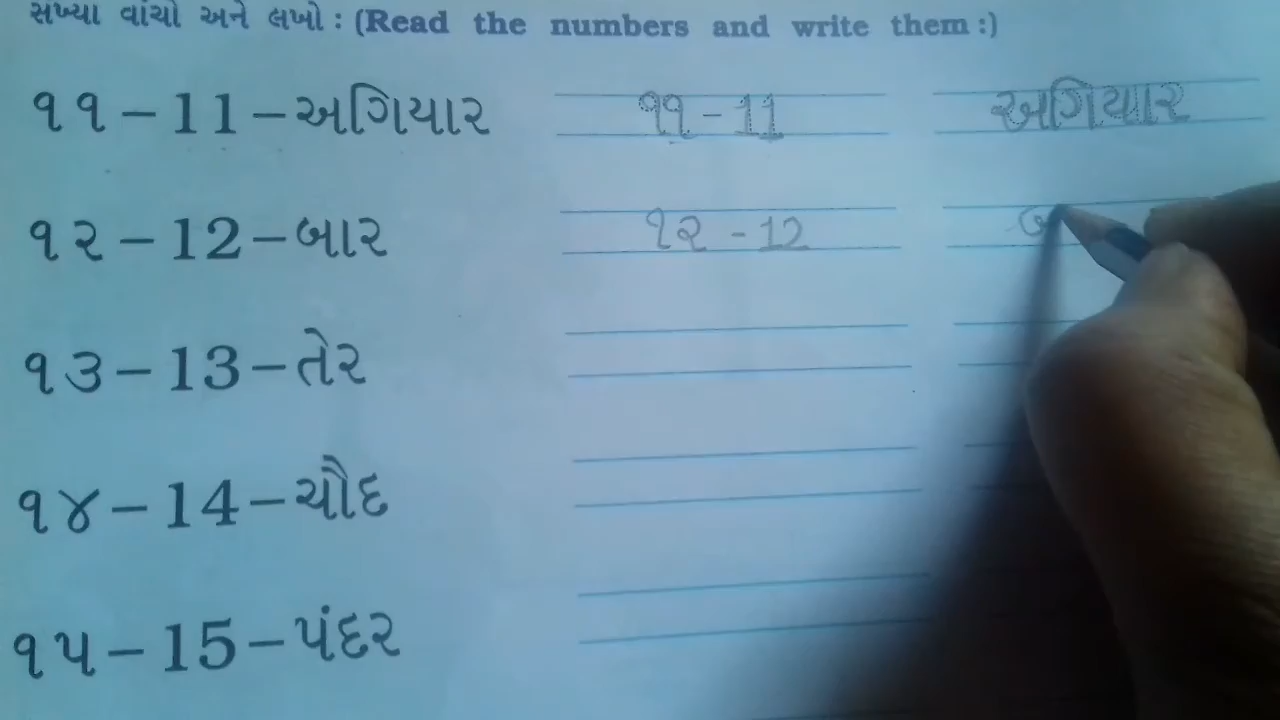 સખ્યા વાંચો અને લખો : (Read the numbers and write them :)
૧૧ – 11 – અગિયાર ૧૧ - 11 અગિયાર
૧૨ – 12 – બાર ૧૨ - 12
૧૩ – 13 – તેર
૧૪ – 14 – ચૌદ
૧૫ – 15 – પંદર